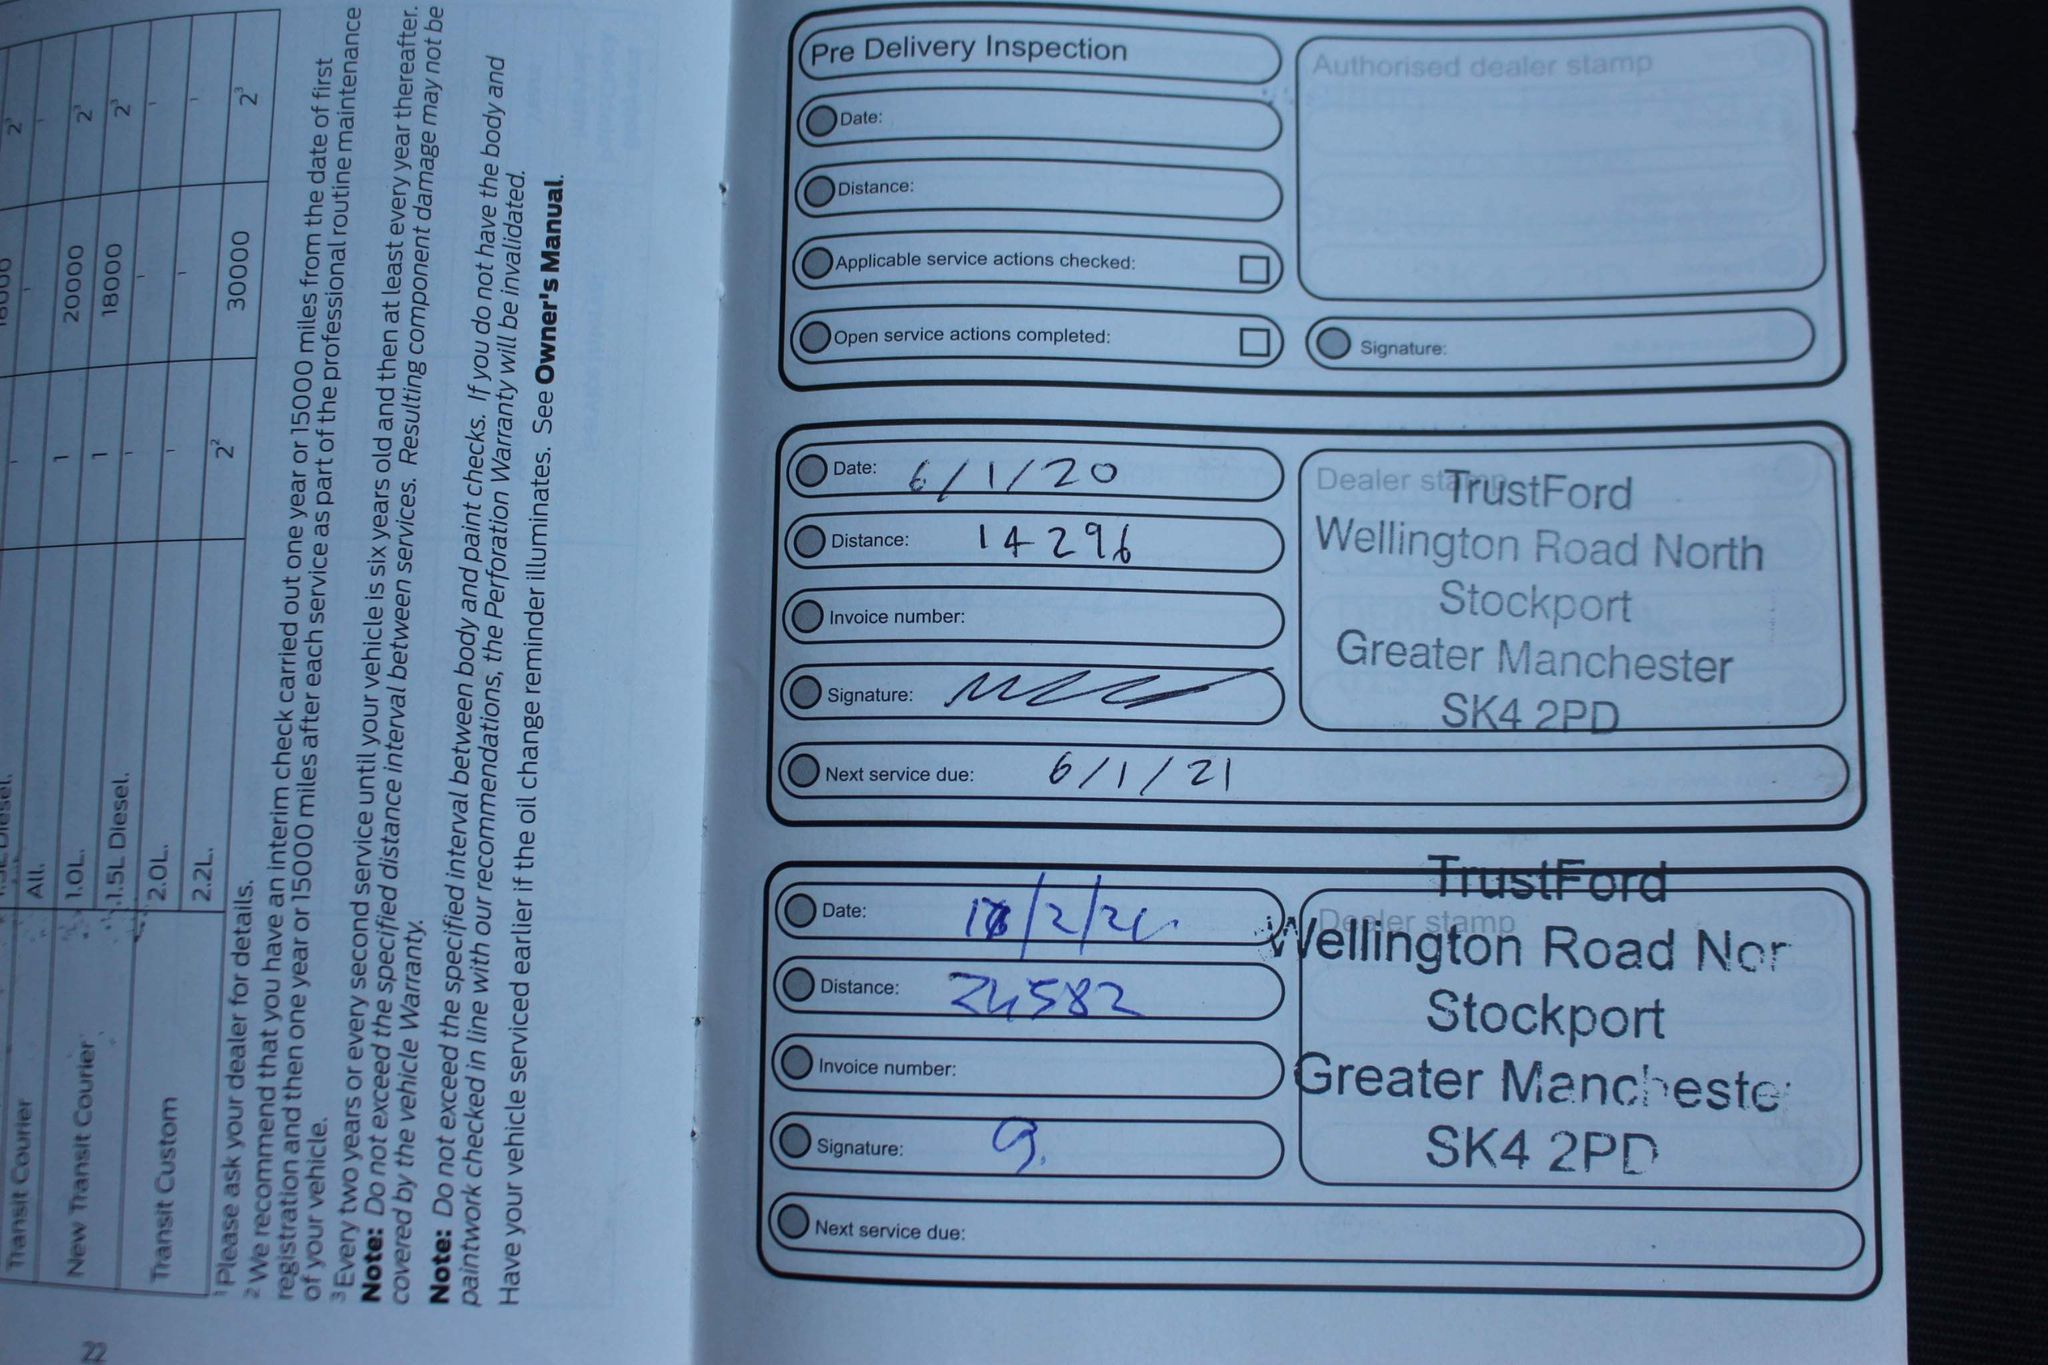 2³
-
-
All.
1
20000
2³
1.0L.
New Transit Courier
1
18000
2³
1.5L Diesel.
-
-
-
2.0L.
Transit Custom
-
-
-
2.2L.
2²
30000
2³
Transit Courier
¹ Please ask your dealer for details.
² We recommend that you have an interim check carried out one year or 15000 miles from the date of first
registration and then one year or 15000 miles after each service as part of the professional routine maintenance
of your vehicle.
³ Every two years or every second service until your vehicle is six years old and then at least every year thereafter.
Note: Do not exceed the specified distance interval between services. Resulting component damage may not be
covered by the vehicle Warranty.
Note: Do not exceed the specified interval between body and paint checks. If you do not have the body and
paintwork checked in line with our recommendations, the Perforation Warranty will be invalidated.
Have your vehicle serviced earlier if the oil change reminder illuminates. See Owner's Manual.
22
Pre Delivery Inspection
Authorised dealer stamp
Date:
Distance:
Applicable service actions checked:
Open service actions completed:
Signature:
Date: 6/1/20
Distance: 14296
Invoice number:
Signature:
Next service due: 6/1/21
Dealer stamp
TrustFord
Wellington Road North
Stockport
Greater Manchester
SK4 2PD
Date:
Distance: 24582
Invoice number:
Signature:
Next service due:
Dealer stamp
TrustFord
Wellington Road Nor
Stockport
Greater Mancheste
SK4 2PD